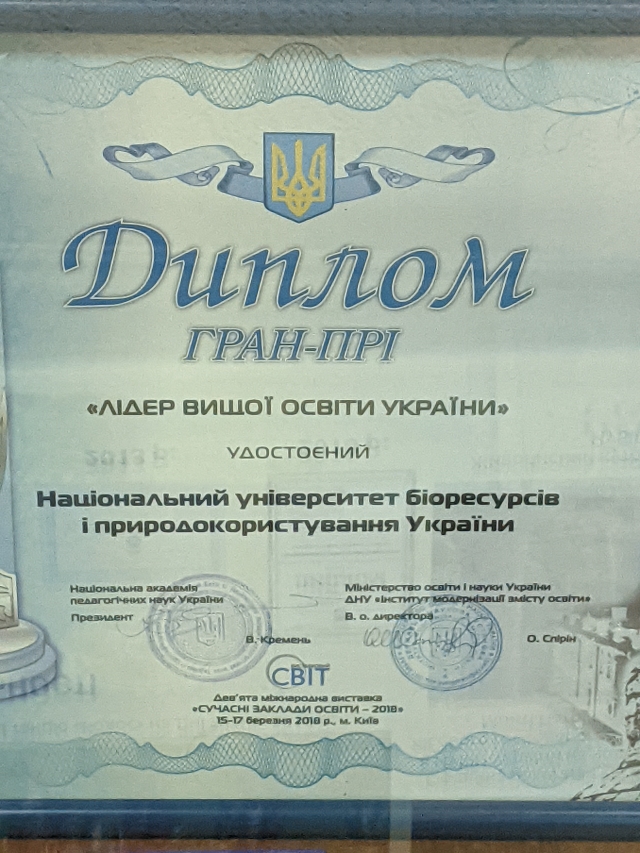 Диплом
ГРАН-ПРІ
«ЛІДЕР ВИЩОЇ ОСВІТИ УКРАЇНИ»
УДОСТОЄНИЙ
Національний університет біоресурсів
і природокористування України
Національна академія
педагогічних наук України
Президент
В. Кремень
Міністерство освіти і науки України
ДНУ «Інститут модернізації змісту освіти»
В. о. директора
О. Спірін
СВІТ
Дев'ята міжнародна виставка
«СУЧАСНІ ЗАКЛАДИ ОСВІТИ – 2018»
15-17 березня 2018 р., м. Київ